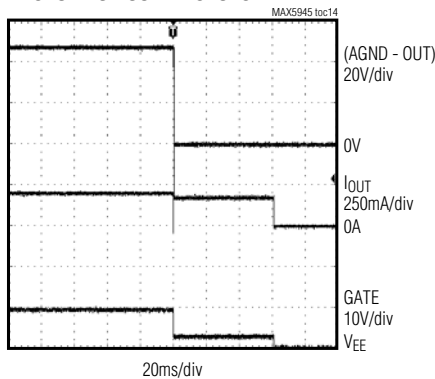 MAX5945 toc14
(AGND - OUT)
20V/div
0V
IOUT
250mA/div
0A
GATE
10V/div
VEE
20ms/div